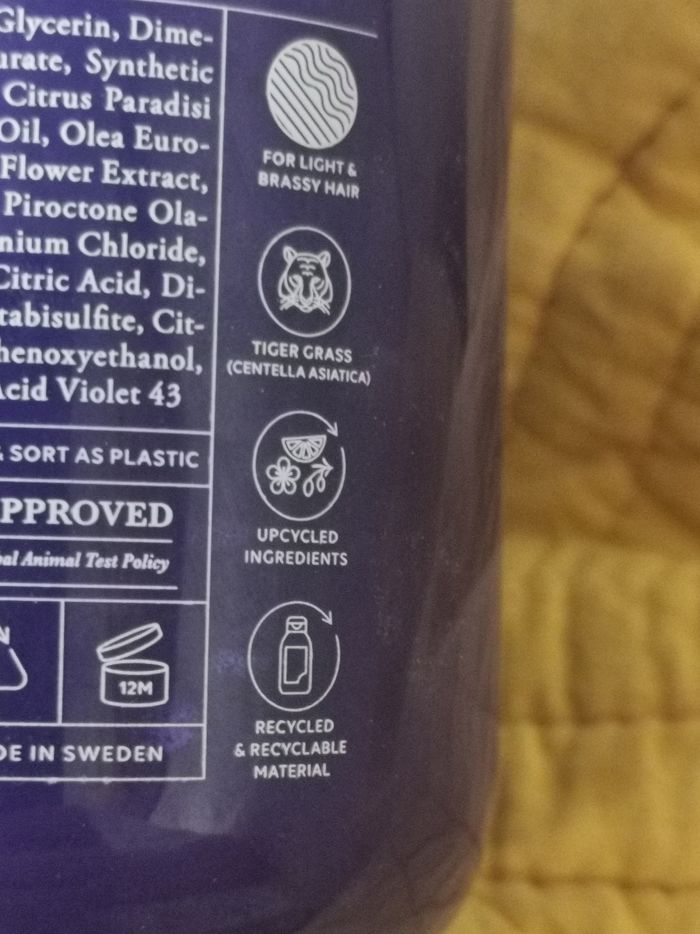 Glycerin, Dime-
urate, Synthetic
Citrus Paradisi
Oil, Olea Euro-
Flower Extract,
Piroctone Ola-
nium Chloride,
Citric Acid, Di-
tabisulfite, Cit-
henoxyethanol,
Acid Violet 43
& SORT AS PLASTIC
PPROVED
bal Animal Test Policy
12M
DE IN SWEDEN
FOR LIGHT &
BRASSY HAIR
TIGER GRASS
(CENTELLA ASIATICA)
UPCYCLED
INGREDIENTS
RECYCLED
& RECYCLABLE
MATERIAL